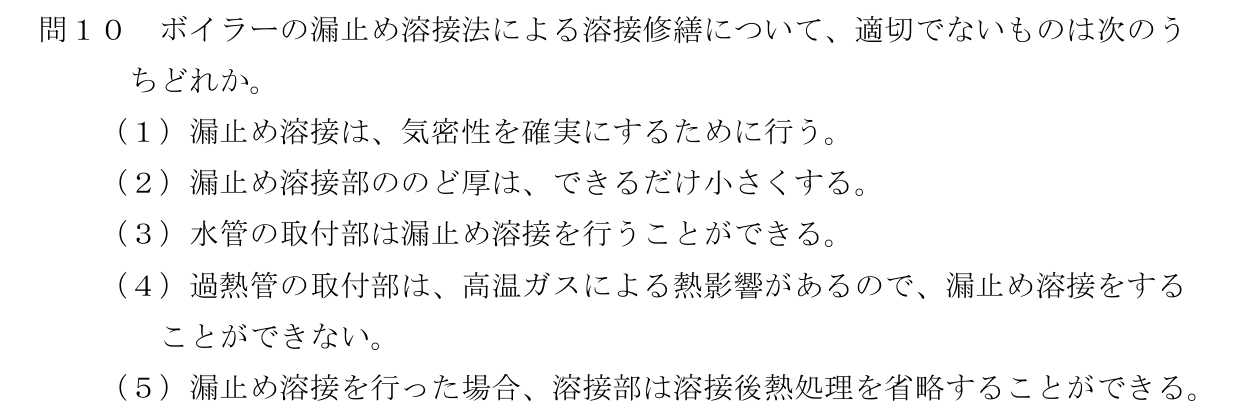 問１０　ボイラーの漏止め溶接法による溶接修繕について、適切でないものは次のう
ちどれか。
（１）漏止め溶接は、気密性を確実にするために行う。
（２）漏止め溶接部ののど厚は、できるだけ小さくする。
（３）水管の取付部は漏止め溶接を行うことができる。
（４）過熱管の取付部は、高温ガスによる熱影響があるので、漏止め溶接をする
ことができない。
（５）漏止め溶接を行った場合、溶接部は溶接後熱処理を省略することができる。